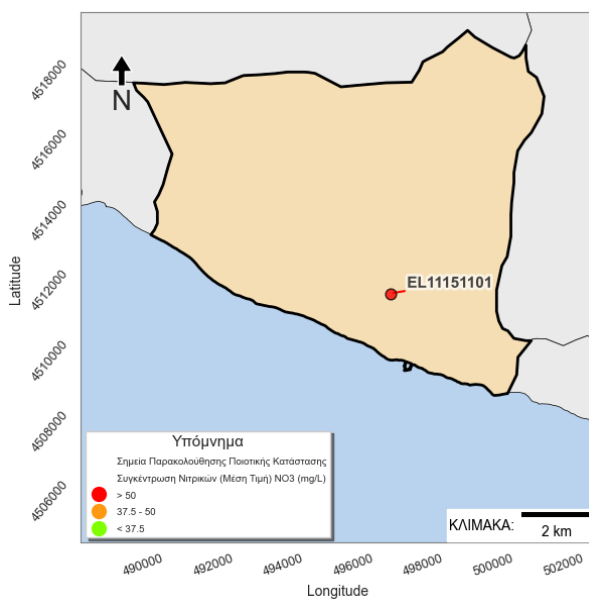 4518000
4516000
4514000
4512000
4510000
4508000
4506000
Latitude
N
EL11151101
Υπόμνημα
Σημεία Παρακολούθησης Ποιοτικής Κατάστασης
Συγκέντρωση Νιτρικών (Μέση Τιμή) NO3 (mg/L)
> 50
37.5 - 50
< 37.5
ΚΛΙΜΑΚΑ: 2 km
490000 492000 494000 496000 498000 500000 502000
Longitude